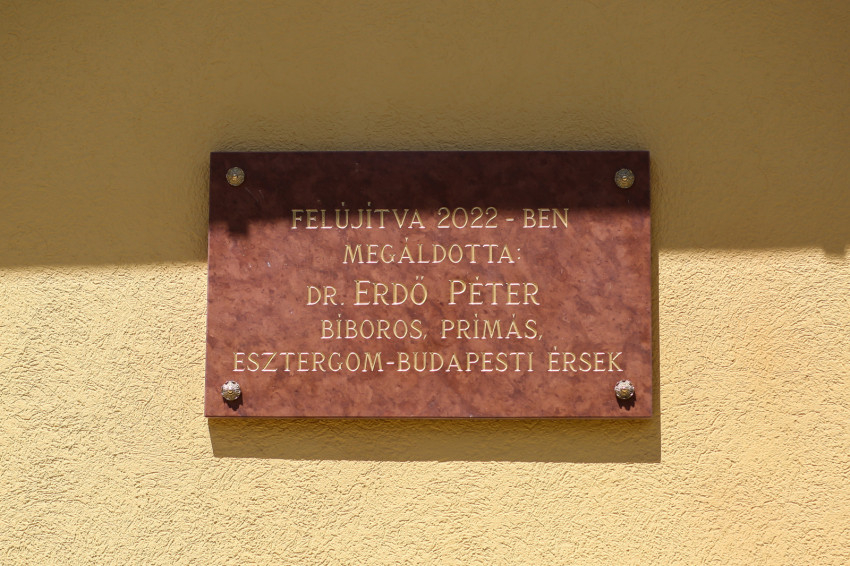 FELÚJÍTVA 2022 - BEN
MEGÁLDOTTA:
DR. ERDŐ PÉTER
BÍBOROS, PRÍMÁS,
ESZTERGOM-BUDAPESTI ÉRSEK